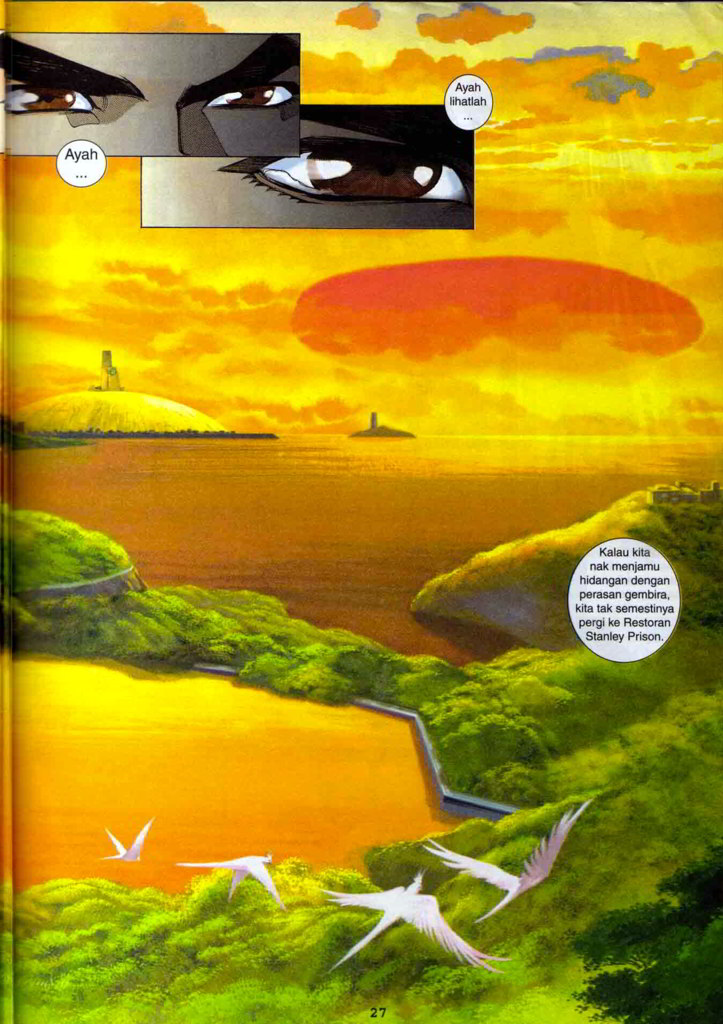 Ayah
...
Ayah
lihatlah
...
Kalau kita
nak menjamu
hidangan dengan
perasan gembira,
kita tak semestinya
pergi ke Restoran
Stanley Prison.
27